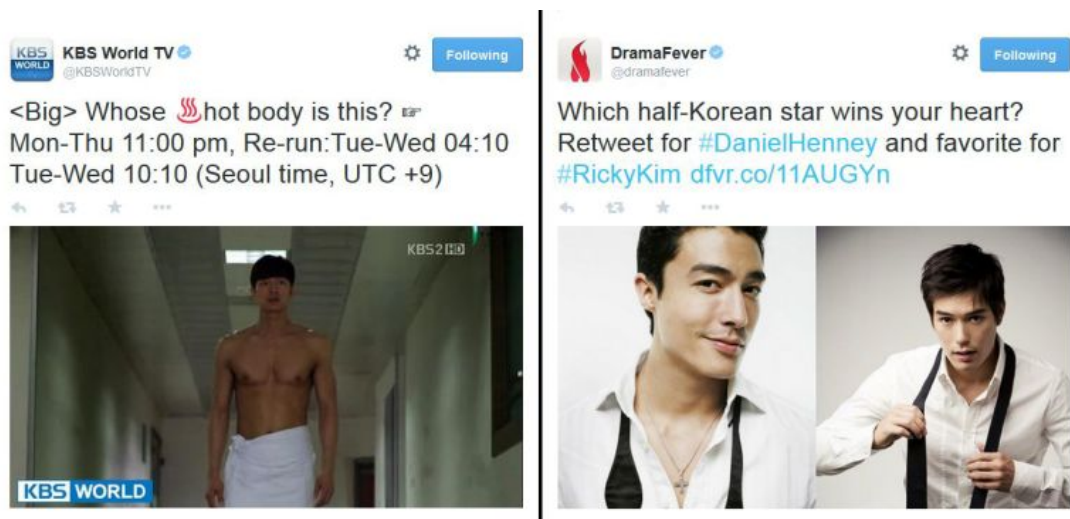 KBS WORLD
KBS World TV
@KBSWorldTV
Following
<Big> Whose ♨hot body is this? ☞
Mon-Thu 11:00 pm, Re-run:Tue-Wed 04:10
Tue-Wed 10:10 (Seoul time, UTC +9)
KBS2 HD
KBS WORLD
DramaFever
@dramafever
Following
Which half-Korean star wins your heart?
Retweet for #DanielHenney and favorite for
#RickyKim dfvr.co/11AUGYn